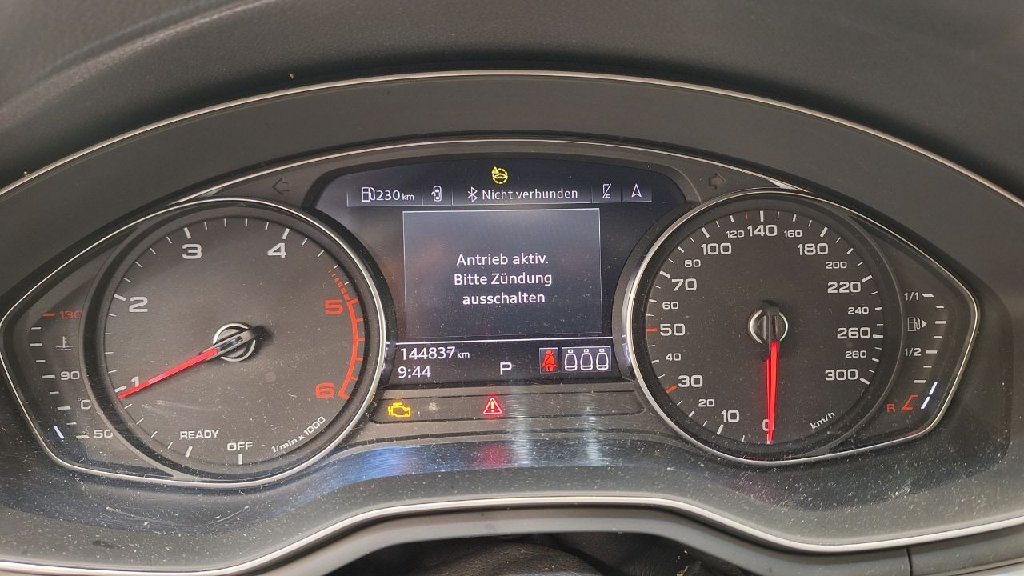 230 km
Nicht verbunden
Antrieb aktiv.
Bitte Zündung
ausschalten
144837 km
9:44
P
130
90
50
1
2
3
4
5
6
READY
OFF
1/min x 1000
0
10
20
30
40
50
60
70
80
100
120
140
160
180
200
220
240
260
280
300
km/h
1/1
1/2
R